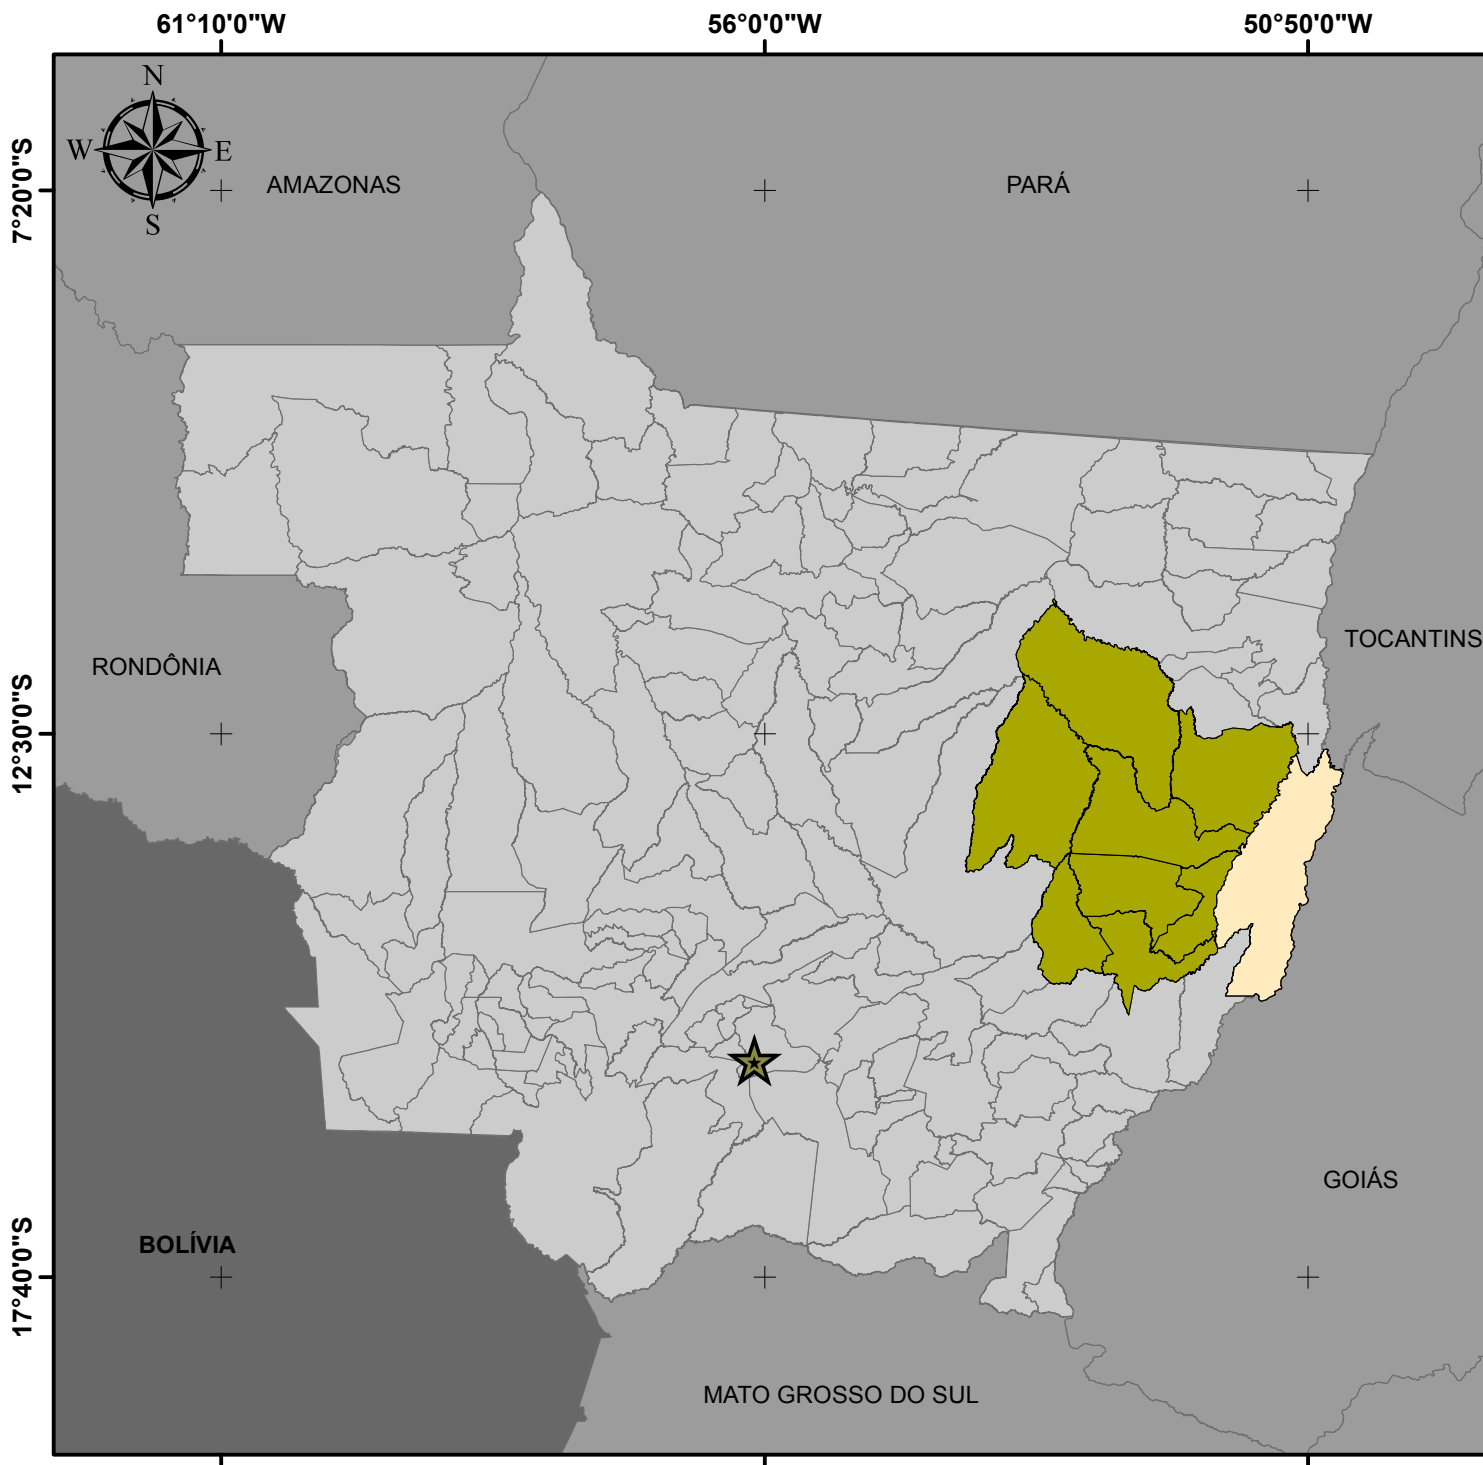 61°10'0"W
56°0'0"W
50°50'0"W
N
W
E
S
7°20'0"S
AMAZONAS
PARÁ
12°30'0"S
RONDÔNIA
TOCANTINS
GOIÁS
BOLÍVIA
17°40'0"S
MATO GROSSO DO SUL